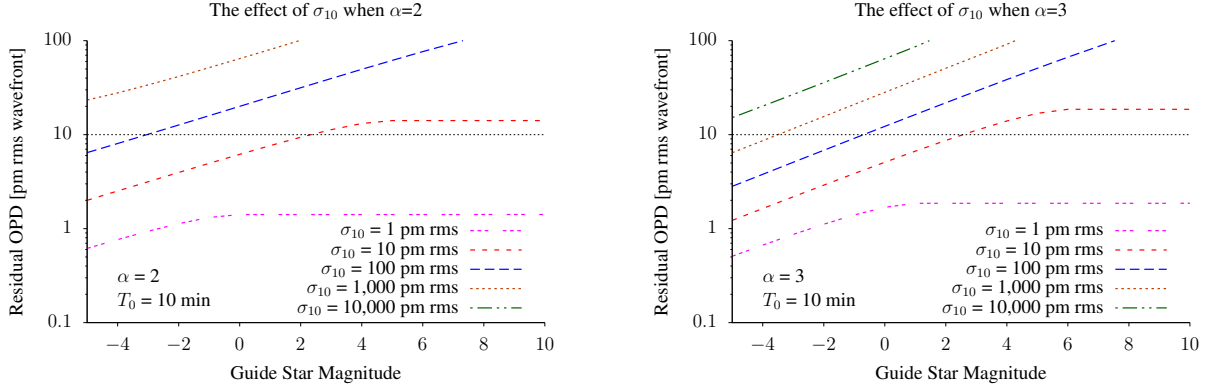 The effect of σ₁₀ when α=2
Residual OPD [pm rms wavefront]
100
10
1
0.1
σ₁₀ = 1 pm rms
σ₁₀ = 10 pm rms
σ₁₀ = 100 pm rms
σ₁₀ = 1,000 pm rms
σ₁₀ = 10,000 pm rms
α = 2
T₀ = 10 min
−4 −2 0 2 4 6 8 10
Guide Star Magnitude
The effect of σ₁₀ when α=3
Residual OPD [pm rms wavefront]
100
10
1
0.1
σ₁₀ = 1 pm rms
σ₁₀ = 10 pm rms
σ₁₀ = 100 pm rms
σ₁₀ = 1,000 pm rms
σ₁₀ = 10,000 pm rms
α = 3
T₀ = 10 min
−4 −2 0 2 4 6 8 10
Guide Star Magnitude